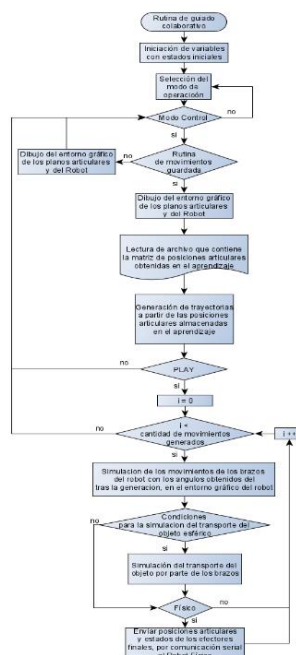 Rutina de guiado
colaborativo
Iniciación de variables
con estados iniciales
Selección del
modo de
operación
no
Modo Control
si
Dibujo del entorno gráfico
de los planos articulares
y del Robot
no
Rutina
de movimientos
guardada
si
Dibujo del entorno gráfico
de los planos articulares
y del Robot
Lectura de archivo que contiene
la matriz de posiciones articulares
obtenidas en el aprendizaje
Generación de trayectorias
a partir de las posiciones
articulares almacenadas
en el aprendizaje
no
PLAY
si
i = 0
i ++
no
i =
cantidad de movimientos
generados
si
Simulacion de los movimientos de los brazos
del robot con los angulos obtenidos del
tras la generacion, en el entorno gráfico del robot
no
Condiciones
para la simulacion del transporte del
objeto esférico
si
Simulación del transporte del
objeto por parte de los brazos
Físico
no
si
Enviar posiciones articulares
y estados de los efectores
finales, por comunicación serial
al Robot Físico